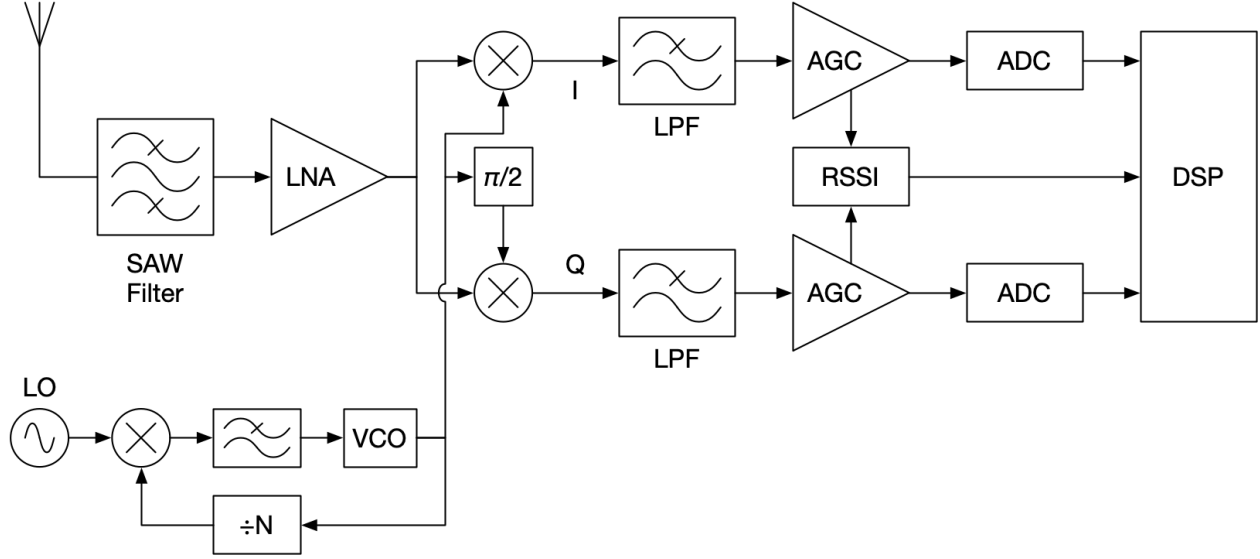 I
LPF
AGC
ADC
SAW
Filter
LNA
π/2
RSSI
DSP
Q
LPF
AGC
ADC
LO
VCO
÷N